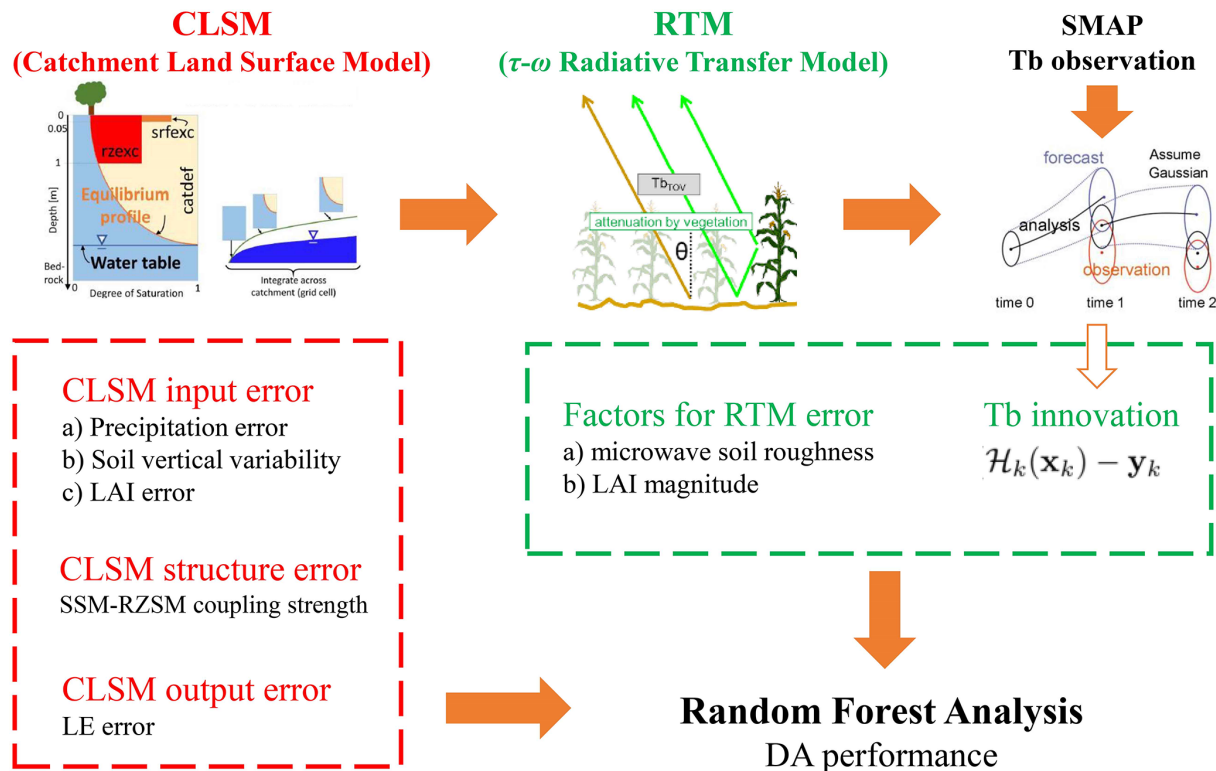 CLSM
(Catchment Land Surface Model)
RTM
(τ-ω Radiative Transfer Model)
SMAP
Tb observation
0
0.05
1
Depth [m]
Bed-
rock
srfexc
rzexc
catdef
Equilibrium
profile
Water table
0
1
Degree of Saturation
Integrate across
catchment (grid cell)
Tb_TOV
attenuation by vegetation
θ
forecast
Assume
Gaussian
analysis
observation
time 0
time 1
time 2
CLSM input error
a) Precipitation error
b) Soil vertical variability
c) LAI error
CLSM structure error
SSM-RZSM coupling strength
CLSM output error
LE error
Factors for RTM error
a) microwave soil roughness
b) LAI magnitude
Tb innovation
ℋ_k(𝐱_k) − 𝐲_k
Random Forest Analysis
DA performance